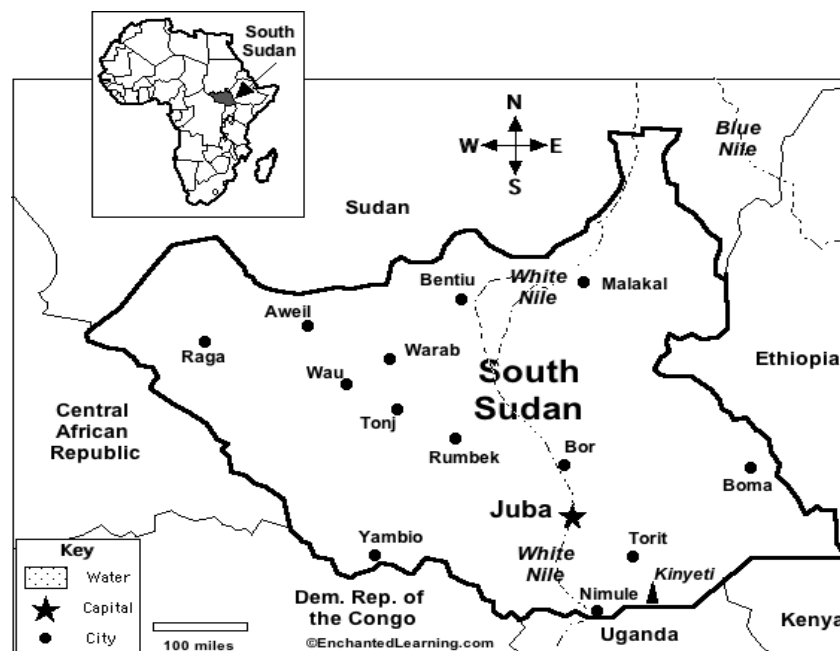 South
Sudan
N
W E
S
Blue
Nile
Sudan
Bentiu
White
Nile
Malakal
Aweil
Raga
Warab
Wau
South
Sudan
Ethiopia
Central
African
Republic
Tonj
Rumbek
Bor
Boma
Juba
Key
Water
Capital
City
Yambio
White
Nile
Torit
Kinyeti
Nimule
Dem. Rep. of
the Congo
100 miles
©EnchantedLearning.com
Uganda
Kenya